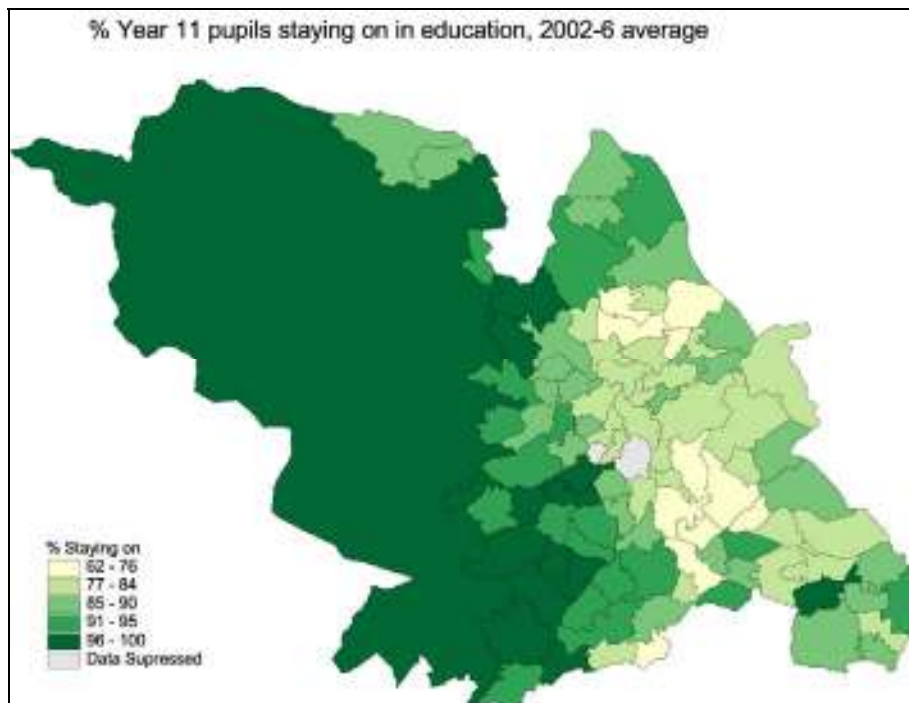 % Year 11 pupils staying on in education, 2002-6 average
% Staying on
62 - 76
77 - 84
85 - 90
91 - 95
96 - 100
Data Supressed